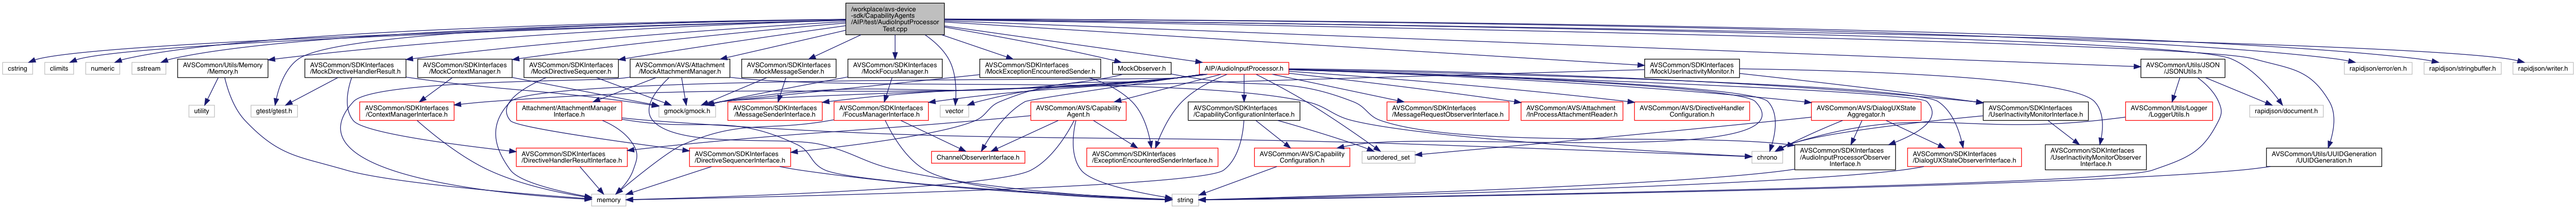 /workplace/avs-device
-sdk/CapabilityAgents
/AIP/test/AudioInputProcessor
Test.cpp
cstring
climits
numeric
sstream
AVSCommon/Utils/Memory
/Memory.h
AVSCommon/SDKInterfaces
/MockDirectiveHandlerResult.h
AVSCommon/SDKInterfaces
/MockContextManager.h
AVSCommon/SDKInterfaces
/MockDirectiveSequencer.h
AVSCommon/AVS/Attachment
/MockAttachmentManager.h
AVSCommon/SDKInterfaces
/MockMessageSender.h
AVSCommon/SDKInterfaces
/MockFocusManager.h
AVSCommon/SDKInterfaces
/MockExceptionEncounteredSender.h
MockObserver.h
AIP/AudioInputProcessor.h
AVSCommon/SDKInterfaces
/MockUserInactivityMonitor.h
AVSCommon/Utils/JSON
/JSONUtils.h
rapidjson/error/en.h
rapidjson/stringbuffer.h
rapidjson/writer.h
utility
gtest/gtest.h
AVSCommon/SDKInterfaces
/ContextManagerInterface.h
Attachment/AttachmentManager
Interface.h
gmock/gmock.h
AVSCommon/SDKInterfaces
/MessageSenderInterface.h
AVSCommon/SDKInterfaces
/FocusManagerInterface.h
vector
AVSCommon/AVS/Capability
Agent.h
AVSCommon/SDKInterfaces
/CapabilityConfigurationInterface.h
AVSCommon/SDKInterfaces
/MessageRequestObserverInterface.h
AVSCommon/AVS/Attachment
/InProcessAttachmentReader.h
AVSCommon/AVS/DirectiveHandler
Configuration.h
AVSCommon/AVS/DialogUXState
Aggregator.h
AVSCommon/SDKInterfaces
/UserInactivityMonitorInterface.h
AVSCommon/Utils/Logger
/LoggerUtils.h
rapidjson/document.h
AVSCommon/SDKInterfaces
/DirectiveHandlerResultInterface.h
AVSCommon/SDKInterfaces
/DirectiveSequencerInterface.h
ChannelObserverInterface.h
AVSCommon/SDKInterfaces
/ExceptionEncounteredSenderInterface.h
AVSCommon/AVS/Capability
Configuration.h
unordered_set
chrono
AVSCommon/SDKInterfaces
/AudioInputProcessorObserver
Interface.h
AVSCommon/SDKInterfaces
/DialogUXStateObserverInterface.h
AVSCommon/SDKInterfaces
/UserInactivityMonitorObserver
Interface.h
AVSCommon/Utils/UUIDGeneration
/UUIDGeneration.h
memory
string